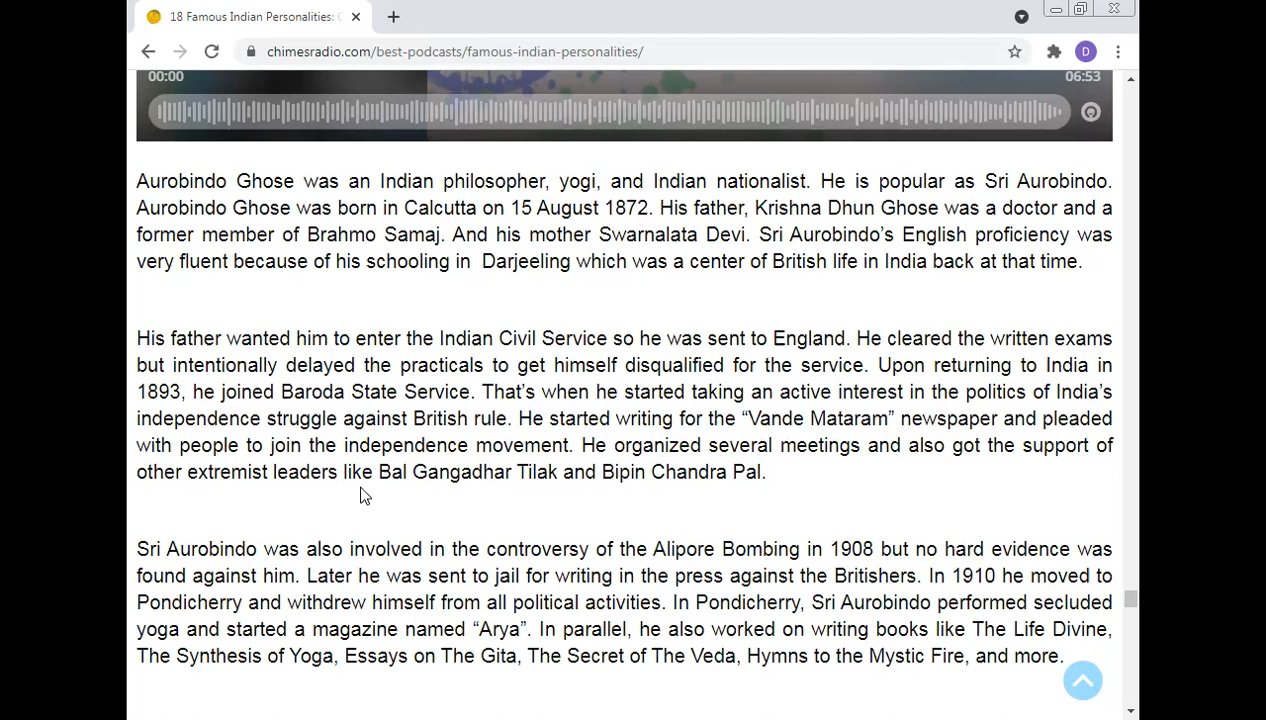 18 Famous Indian Personalities:
chimesradio.com/best-podcasts/famous-indian-personalities/
D
00:00
06:53
Aurobindo Ghose was an Indian philosopher, yogi, and Indian nationalist. He is popular as Sri Aurobindo.
Aurobindo Ghose was born in Calcutta on 15 August 1872. His father, Krishna Dhun Ghose was a doctor and a
former member of Brahmo Samaj. And his mother Swarnalata Devi. Sri Aurobindo’s English proficiency was
very fluent because of his schooling in  Darjeeling which was a center of British life in India back at that time.
His father wanted him to enter the Indian Civil Service so he was sent to England. He cleared the written exams
but intentionally delayed the practicals to get himself disqualified for the service. Upon returning to India in
1893, he joined Baroda State Service. That’s when he started taking an active interest in the politics of India’s
independence struggle against British rule. He started writing for the “Vande Mataram” newspaper and pleaded
with people to join the independence movement. He organized several meetings and also got the support of
other extremist leaders like Bal Gangadhar Tilak and Bipin Chandra Pal.
Sri Aurobindo was also involved in the controversy of the Alipore Bombing in 1908 but no hard evidence was
found against him. Later he was sent to jail for writing in the press against the Britishers. In 1910 he moved to
Pondicherry and withdrew himself from all political activities. In Pondicherry, Sri Aurobindo performed secluded
yoga and started a magazine named “Arya”. In parallel, he also worked on writing books like The Life Divine,
The Synthesis of Yoga, Essays on The Gita, The Secret of The Veda, Hymns to the Mystic Fire, and more.